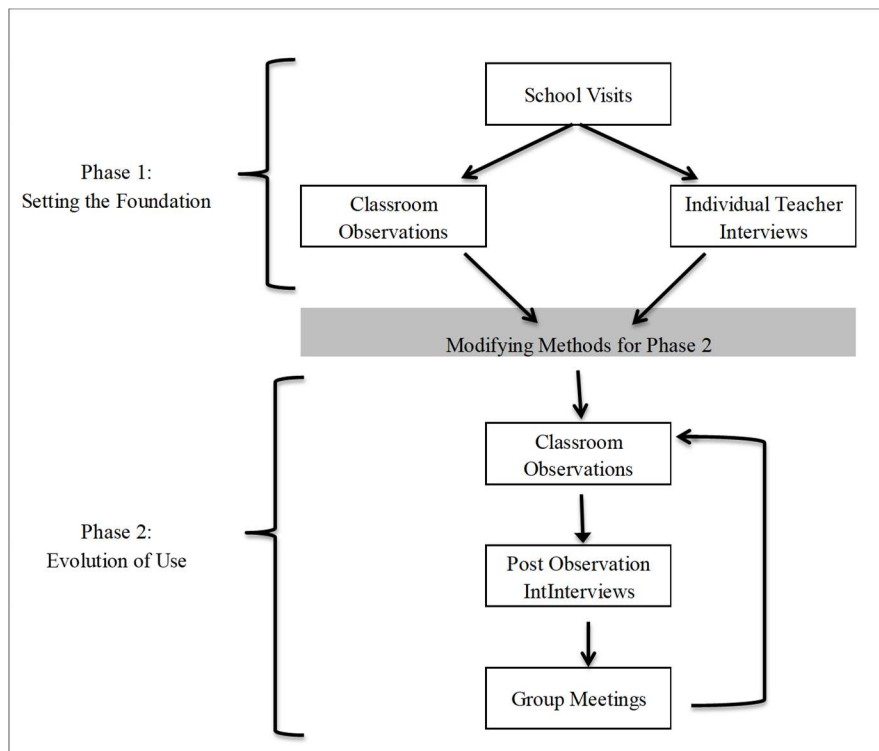 School Visits
Phase 1:
Setting the Foundation
Classroom
Observations
Individual Teacher
Interviews
Modifying Methods for Phase 2
Classroom
Observations
Phase 2:
Evolution of Use
Post Observation
IntInterviews
Group Meetings